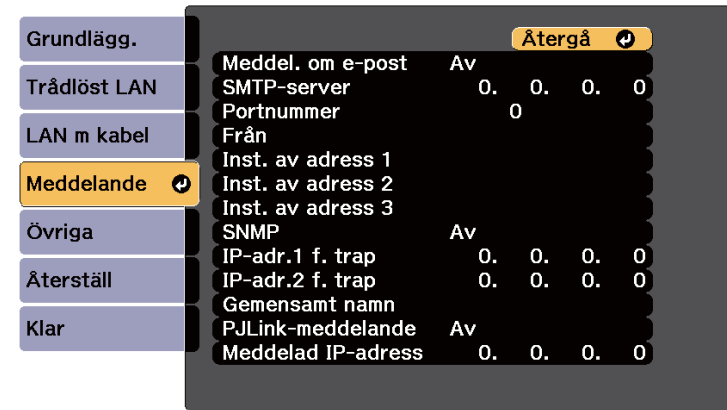 Grundlägg.
Trådlöst LAN
LAN m kabel
Meddelande
Övriga
Återställ
Klar
Återgå
Meddel. om e-post Av
SMTP-server 0. 0. 0. 0
Portnummer 0
Från
Inst. av adress 1
Inst. av adress 2
Inst. av adress 3
SNMP Av
IP-adr.1 f. trap 0. 0. 0. 0
IP-adr.2 f. trap 0. 0. 0. 0
Gemensamt namn
PJLink-meddelande Av
Meddelad IP-adress 0. 0. 0. 0